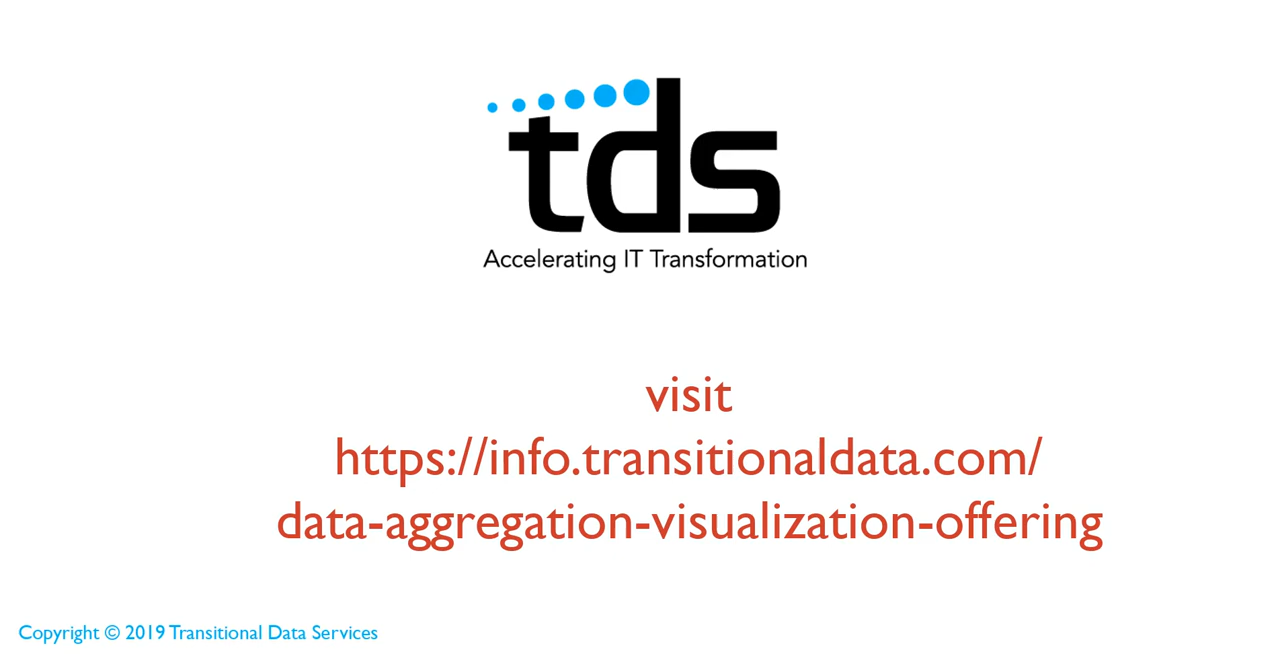 tds
Accelerating IT Transformation
visit
https://info.transitionaldata.com/
data-aggregation-visualization-offering
Copyright © 2019 Transitional Data Services